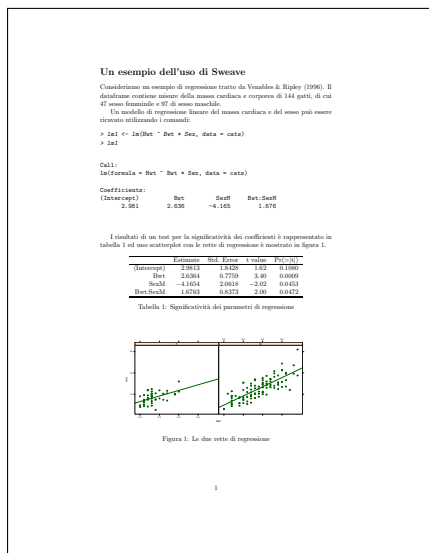 Un esempio dell'uso di Sweave
Consideriamo un esempio di regressione tratto da Venables & Ripley (1996). Il
dataframe contiene misure della massa cardiaca e corporea di 144 gatti, di cui
47 sesso femminile e 97 di sesso maschile.
Un modello di regressione lineare del massa cardiaca e del sesso può essere
ricavato utilizzando i comandi:
> lm1 <- lm(Hwt ~ Bwt * Sex, data = cats)
> lm1
Call:
lm(formula = Hwt ~ Bwt * Sex, data = cats)
Coefficients:
(Intercept) Bwt SexM Bwt:SexM
2.981 2.636 -4.165 1.676
I risultati di un test per la significatività dei coefficienti è rappresentato in
tabella 1 ed uno scatterplot con le rette di regressione è mostrato in figura 1.
Estimate Std. Error t value Pr(>|t|)
(Intercept) 2.9813 1.8428 1.62 0.1080
Bwt 2.6364 0.7759 3.40 0.0009
SexM −4.1654 2.0618 −2.02 0.0453
Bwt:SexM 1.6763 0.8373 2.00 0.0472
Tabella 1: Significatività dei parametri di regressione
Figura 1: Le due rette di regressione
1